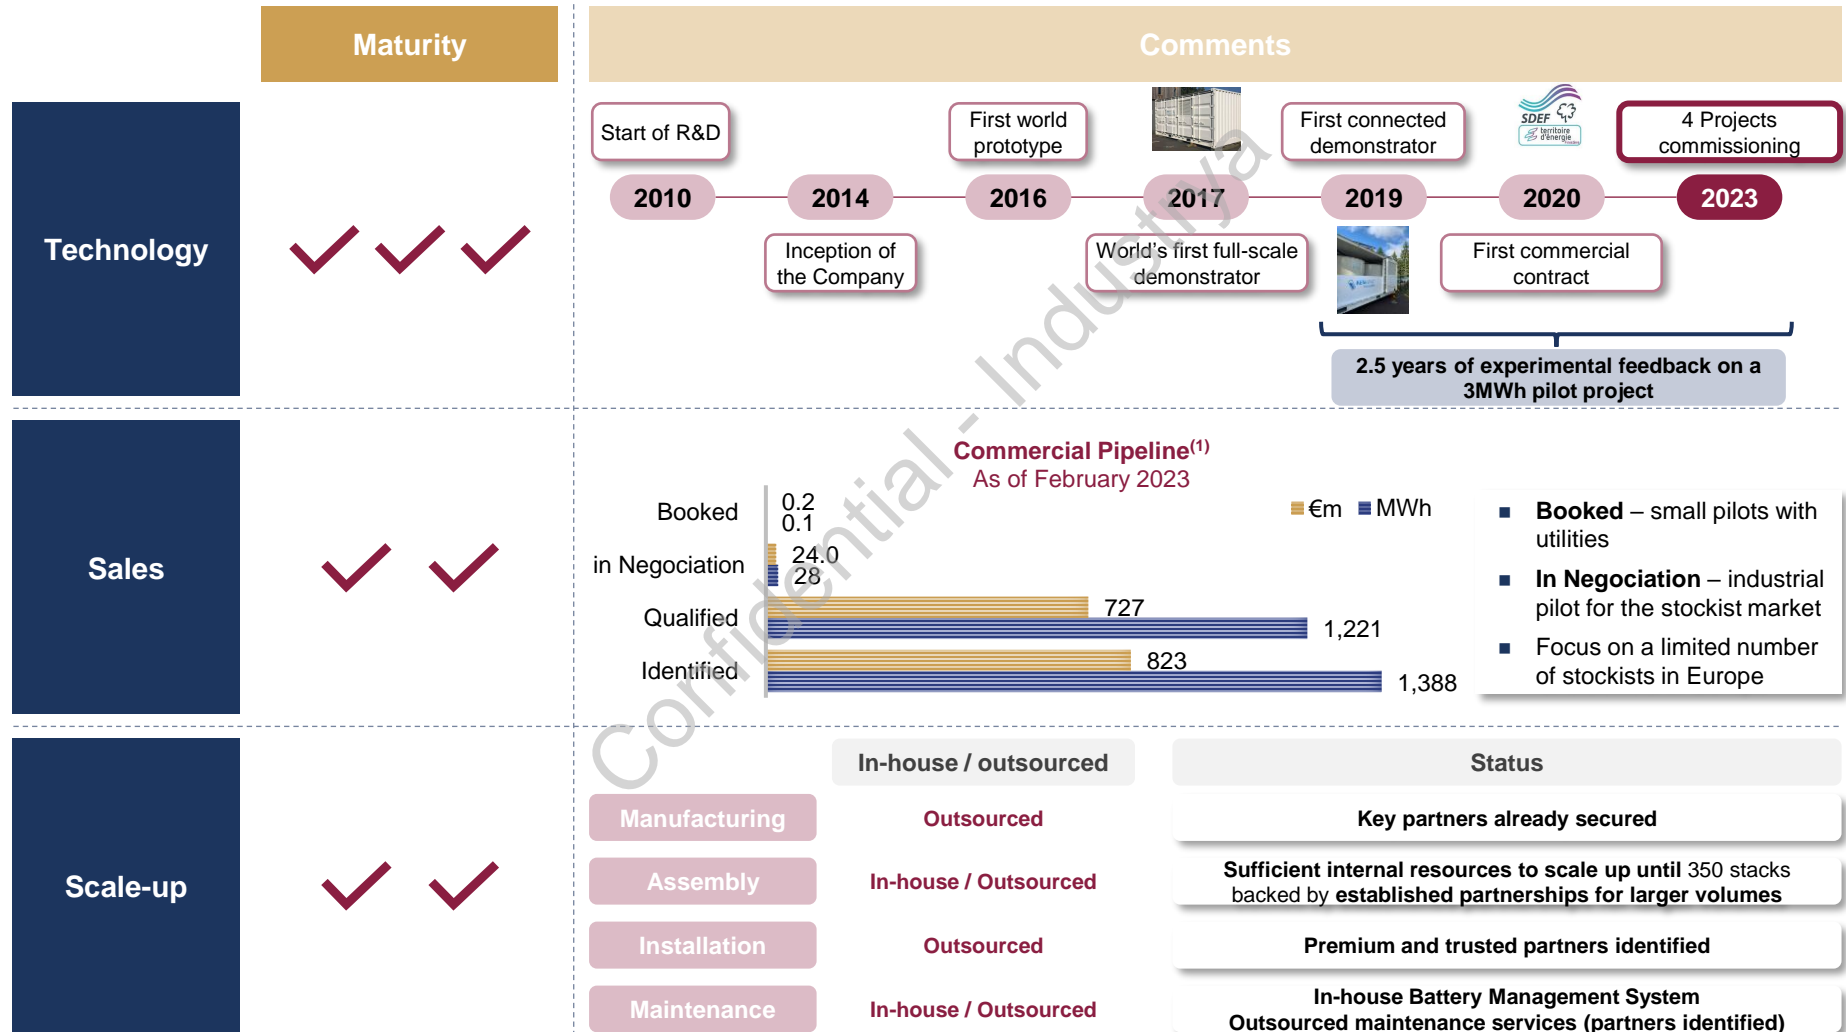 Maturity
Comments
Technology
Start of R&D
First world
prototype
First connected
demonstrator
SDEF
territoire
d'énergie
4 Projects
commissioning
2010
2014
2016
2017
2019
2020
2023
Inception of
the Company
World's first full-scale
demonstrator
First commercial
contract
2.5 years of experimental feedback on a
3MWh pilot project
Sales
Commercial Pipeline(1)
As of February 2023
€m
MWh
Booked
0.2
0.1
in Negociation
24.0
28
Qualified
727
1,221
Identified
823
1,388
■ Booked – small pilots with
utilities
■ In Negociation – industrial
pilot for the stockist market
■ Focus on a limited number
of stockists in Europe
Scale-up
In-house / outsourced
Status
Manufacturing
Outsourced
Key partners already secured
Assembly
In-house / Outsourced
Sufficient internal resources to scale up until 350 stacks
backed by established partnerships for larger volumes
Installation
Outsourced
Premium and trusted partners identified
Maintenance
In-house / Outsourced
In-house Battery Management System
Outsourced maintenance services (partners identified)
Confidential - Industrya